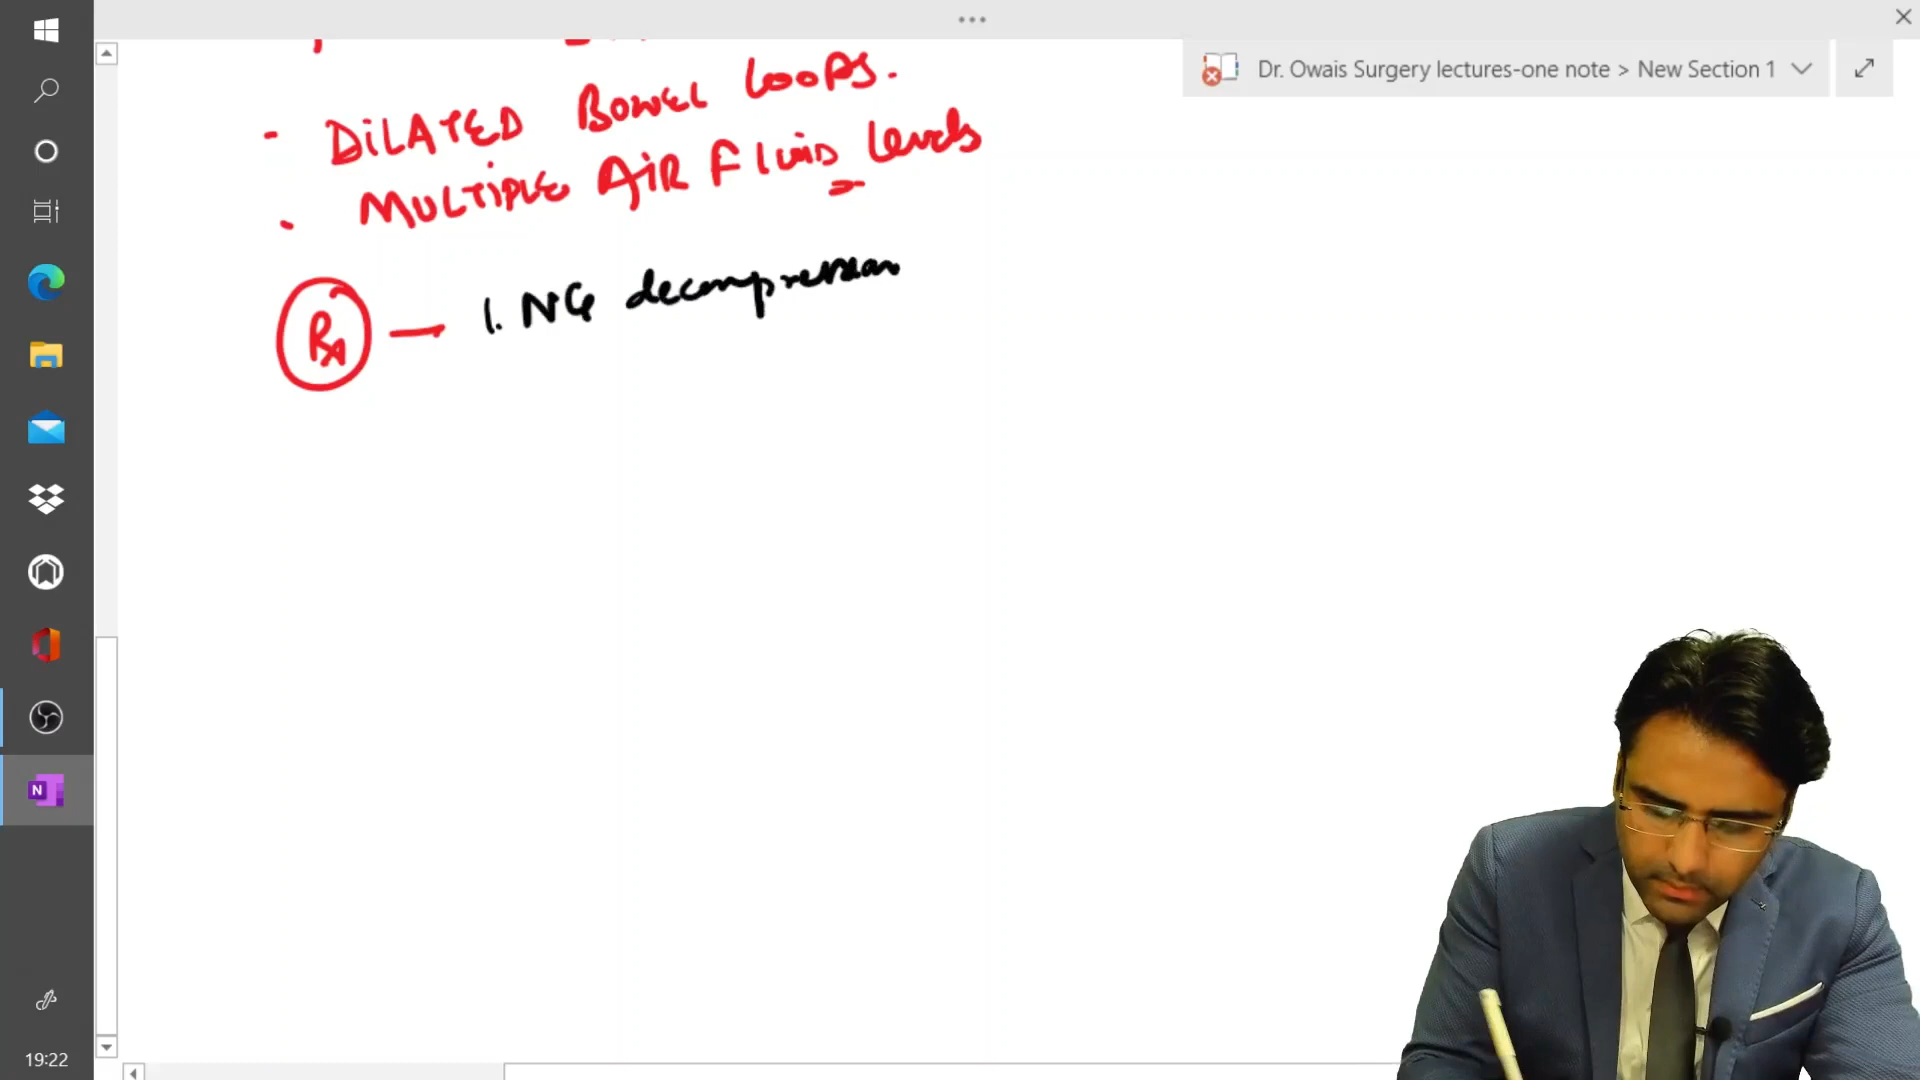 Dr. Owais Surgery lectures-one note > New Section 1
- DILATED BOWEL LOOPS.
• MULTIPLE AIR FLUID Levels
Rx — 1. NG decompression
N
19:22